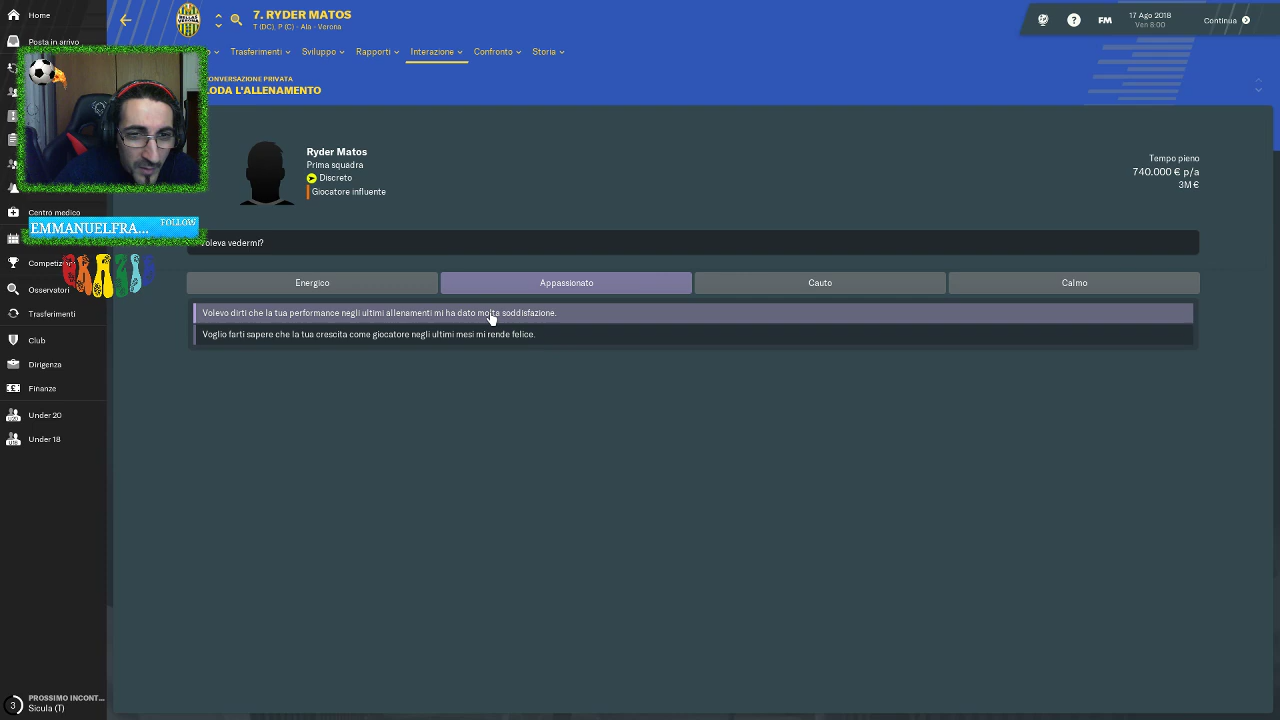 Home
Posta in arrivo
7. RYDER MATOS
T (DC), P (C) - Ala - Verona
FM
17 Ago 2018
Ven 8:00
Continua
Trasferimenti
Sviluppo
Rapporti
Interazione
Confronto
Storia
CONVERSAZIONE PRIVATA
LODA L'ALLENAMENTO
Ryder Matos
Prima squadra
Discreto
Giocatore influente
Tempo pieno
740.000 € p/a
3M €
Centro medico
FOLLOW
EMMANUELFRA...
voleva vedermi?
Competizi
Osservatori
Trasferimenti
Club
Dirigenza
Finanze
Under 20
Under 18
Energico
Appassionato
Cauto
Calmo
Volevo dirti che la tua performance negli ultimi allenamenti mi ha dato molta soddisfazione.
Voglio farti sapere che la tua crescita come giocatore negli ultimi mesi mi rende felice.
3
PROSSIMO INCONT...
Sicula (T)